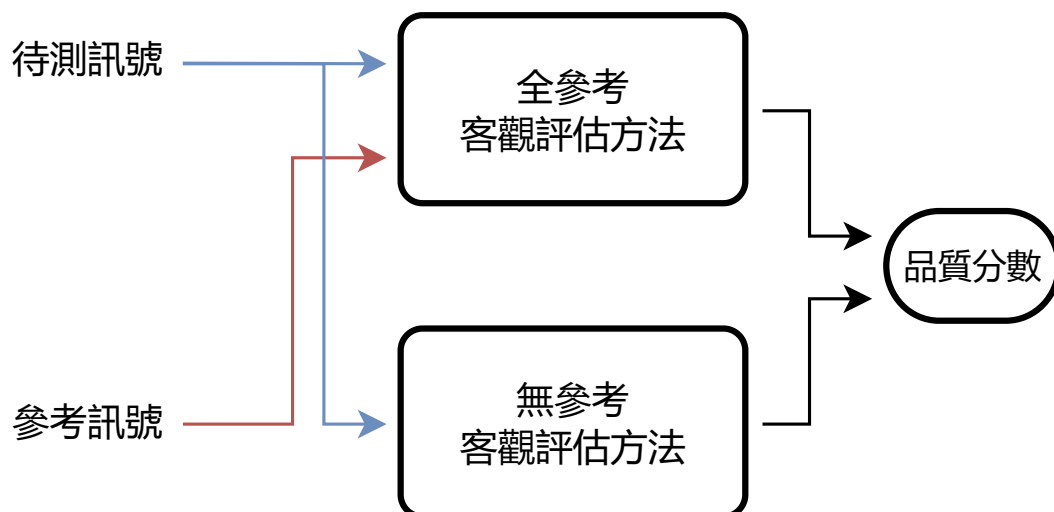 待測訊號
全參考
客觀評估方法
品質分數
參考訊號
無參考
客觀評估方法